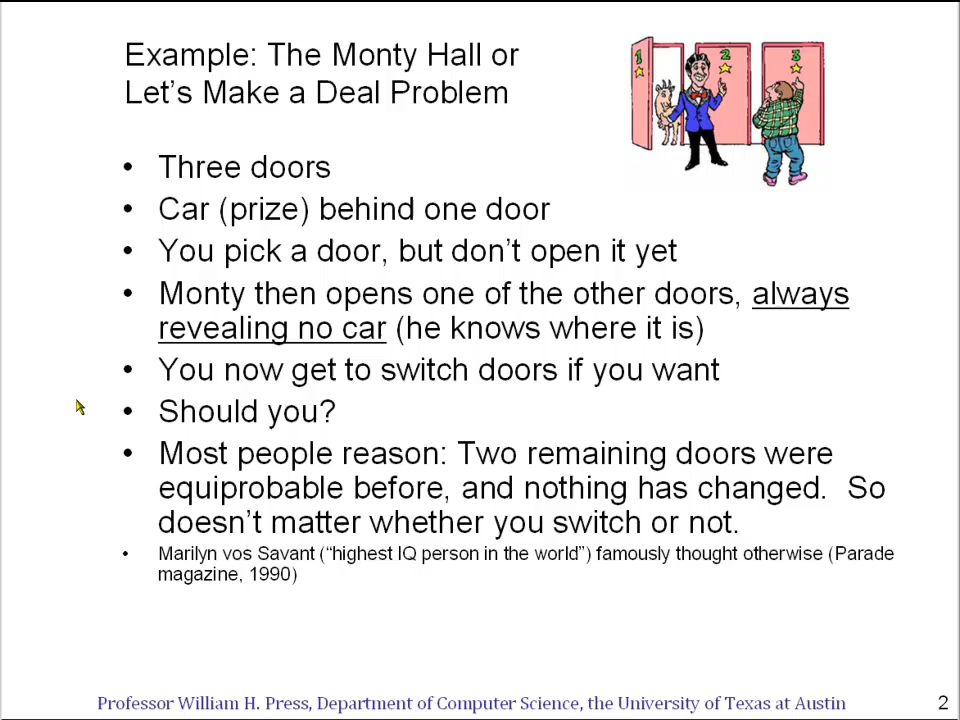 Example: The Monty Hall or
Let's Make a Deal Problem
1 2 3
• Three doors
• Car (prize) behind one door
• You pick a door, but don't open it yet
• Monty then opens one of the other doors, always
revealing no car (he knows where it is)
• You now get to switch doors if you want
• Should you?
• Most people reason: Two remaining doors were
equiprobable before, and nothing has changed. So
doesn't matter whether you switch or not.
• Marilyn vos Savant ("highest IQ person in the world") famously thought otherwise (Parade
magazine, 1990)
Professor William H. Press, Department of Computer Science, the University of Texas at Austin
2